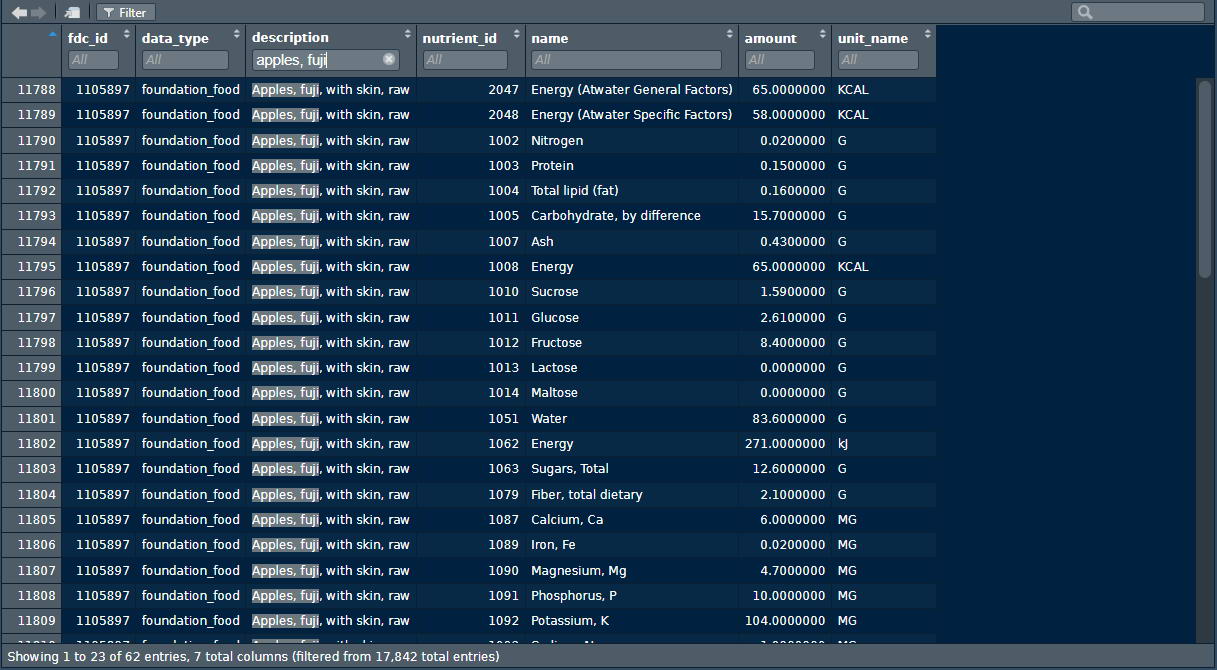 Filter
fdc_id data_type description nutrient_id name amount unit_name
All All apples, fuji All All All All
11788 1105897 foundation_food Apples, fuji, with skin, raw 2047 Energy (Atwater General Factors) 65.0000000 KCAL
11789 1105897 foundation_food Apples, fuji, with skin, raw 2048 Energy (Atwater Specific Factors) 58.0000000 KCAL
11790 1105897 foundation_food Apples, fuji, with skin, raw 1002 Nitrogen 0.0200000 G
11791 1105897 foundation_food Apples, fuji, with skin, raw 1003 Protein 0.1500000 G
11792 1105897 foundation_food Apples, fuji, with skin, raw 1004 Total lipid (fat) 0.1600000 G
11793 1105897 foundation_food Apples, fuji, with skin, raw 1005 Carbohydrate, by difference 15.7000000 G
11794 1105897 foundation_food Apples, fuji, with skin, raw 1007 Ash 0.4300000 G
11795 1105897 foundation_food Apples, fuji, with skin, raw 1008 Energy 65.0000000 KCAL
11796 1105897 foundation_food Apples, fuji, with skin, raw 1010 Sucrose 1.5900000 G
11797 1105897 foundation_food Apples, fuji, with skin, raw 1011 Glucose 2.6100000 G
11798 1105897 foundation_food Apples, fuji, with skin, raw 1012 Fructose 8.4000000 G
11799 1105897 foundation_food Apples, fuji, with skin, raw 1013 Lactose 0.0000000 G
11800 1105897 foundation_food Apples, fuji, with skin, raw 1014 Maltose 0.0000000 G
11801 1105897 foundation_food Apples, fuji, with skin, raw 1051 Water 83.6000000 G
11802 1105897 foundation_food Apples, fuji, with skin, raw 1062 Energy 271.0000000 kJ
11803 1105897 foundation_food Apples, fuji, with skin, raw 1063 Sugars, Total 12.6000000 G
11804 1105897 foundation_food Apples, fuji, with skin, raw 1079 Fiber, total dietary 2.1000000 G
11805 1105897 foundation_food Apples, fuji, with skin, raw 1087 Calcium, Ca 6.0000000 MG
11806 1105897 foundation_food Apples, fuji, with skin, raw 1089 Iron, Fe 0.0200000 MG
11807 1105897 foundation_food Apples, fuji, with skin, raw 1090 Magnesium, Mg 4.7000000 MG
11808 1105897 foundation_food Apples, fuji, with skin, raw 1091 Phosphorus, P 10.0000000 MG
11809 1105897 foundation_food Apples, fuji, with skin, raw 1092 Potassium, K 104.0000000 MG
Showing 1 to 23 of 62 entries, 7 total columns (filtered from 17,842 total entries)